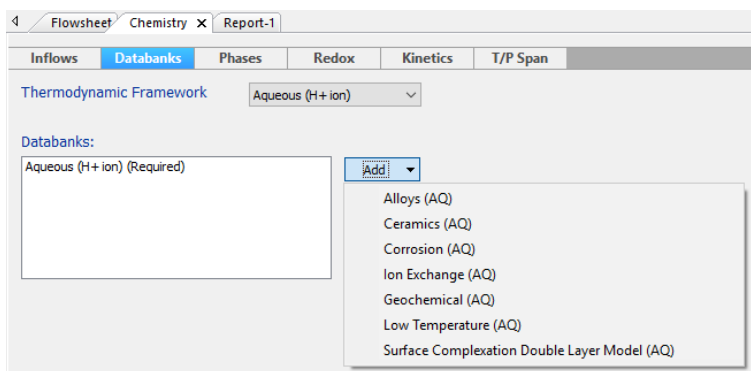 Flowsheet Chemistry x Report-1
Inflows Databanks Phases Redox Kinetics T/P Span
Thermodynamic Framework Aqueous (H+ ion)
Databanks:
Aqueous (H+ ion) (Required) Add
Alloys (AQ)
Ceramics (AQ)
Corrosion (AQ)
Ion Exchange (AQ)
Geochemical (AQ)
Low Temperature (AQ)
Surface Complexation Double Layer Model (AQ)